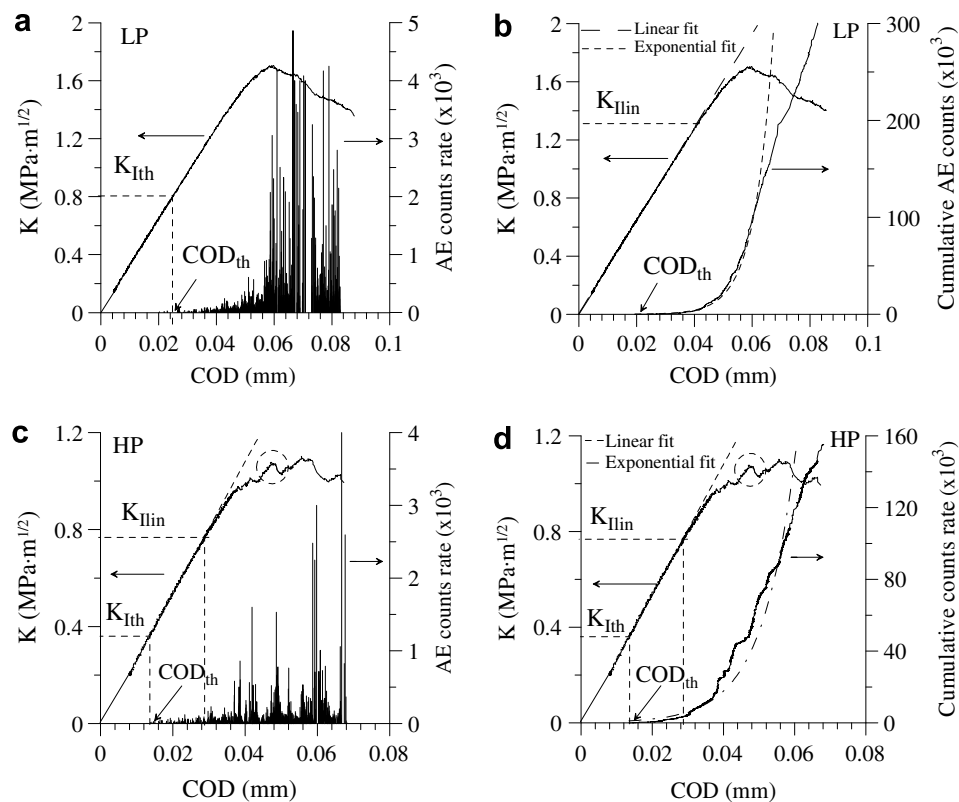 a
LP
K (MPa·m1/2)
2
1.6
1.2
0.8
0.4
0
KIth
CODth
5
4
3
2
1
0
AE counts rate (x10³)
0 0.02 0.04 0.06 0.08 0.1
COD (mm)
b
Linear fit
Exponential fit
LP
K (MPa·m1/2)
2
1.6
1.2
0.8
0.4
0
KIlin
CODth
300
200
100
0
Cumulative AE counts (x10³)
0 0.02 0.04 0.06 0.08 0.1
COD (mm)
c
HP
K (MPa·m1/2)
1.2
0.8
0.4
0
KIlin
KIth
CODth
4
3
2
1
0
AE counts rate (x10³)
0 0.02 0.04 0.06 0.08
COD (mm)
d
Linear fit
Exponential fit
HP
K (MPa·m1/2)
1.2
0.8
0.4
0
KIlin
KIth
CODth
160
120
80
40
0
Cumulative counts rate (x10³)
0 0.02 0.04 0.06 0.08
COD (mm)